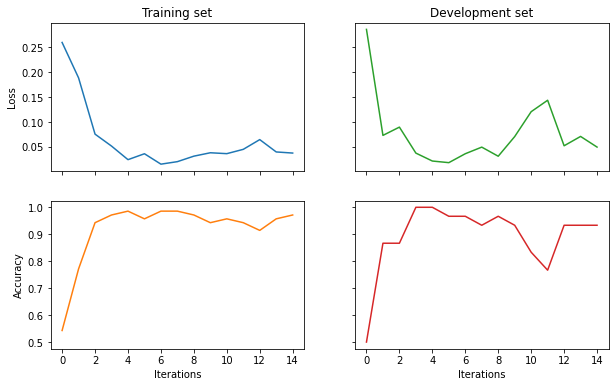 Training set
Development set
Loss
0.25
0.20
0.15
0.10
0.05
Accuracy
1.0
0.9
0.8
0.7
0.6
0.5
0 2 4 6 8 10 12 14
0 2 4 6 8 10 12 14
Iterations
Iterations